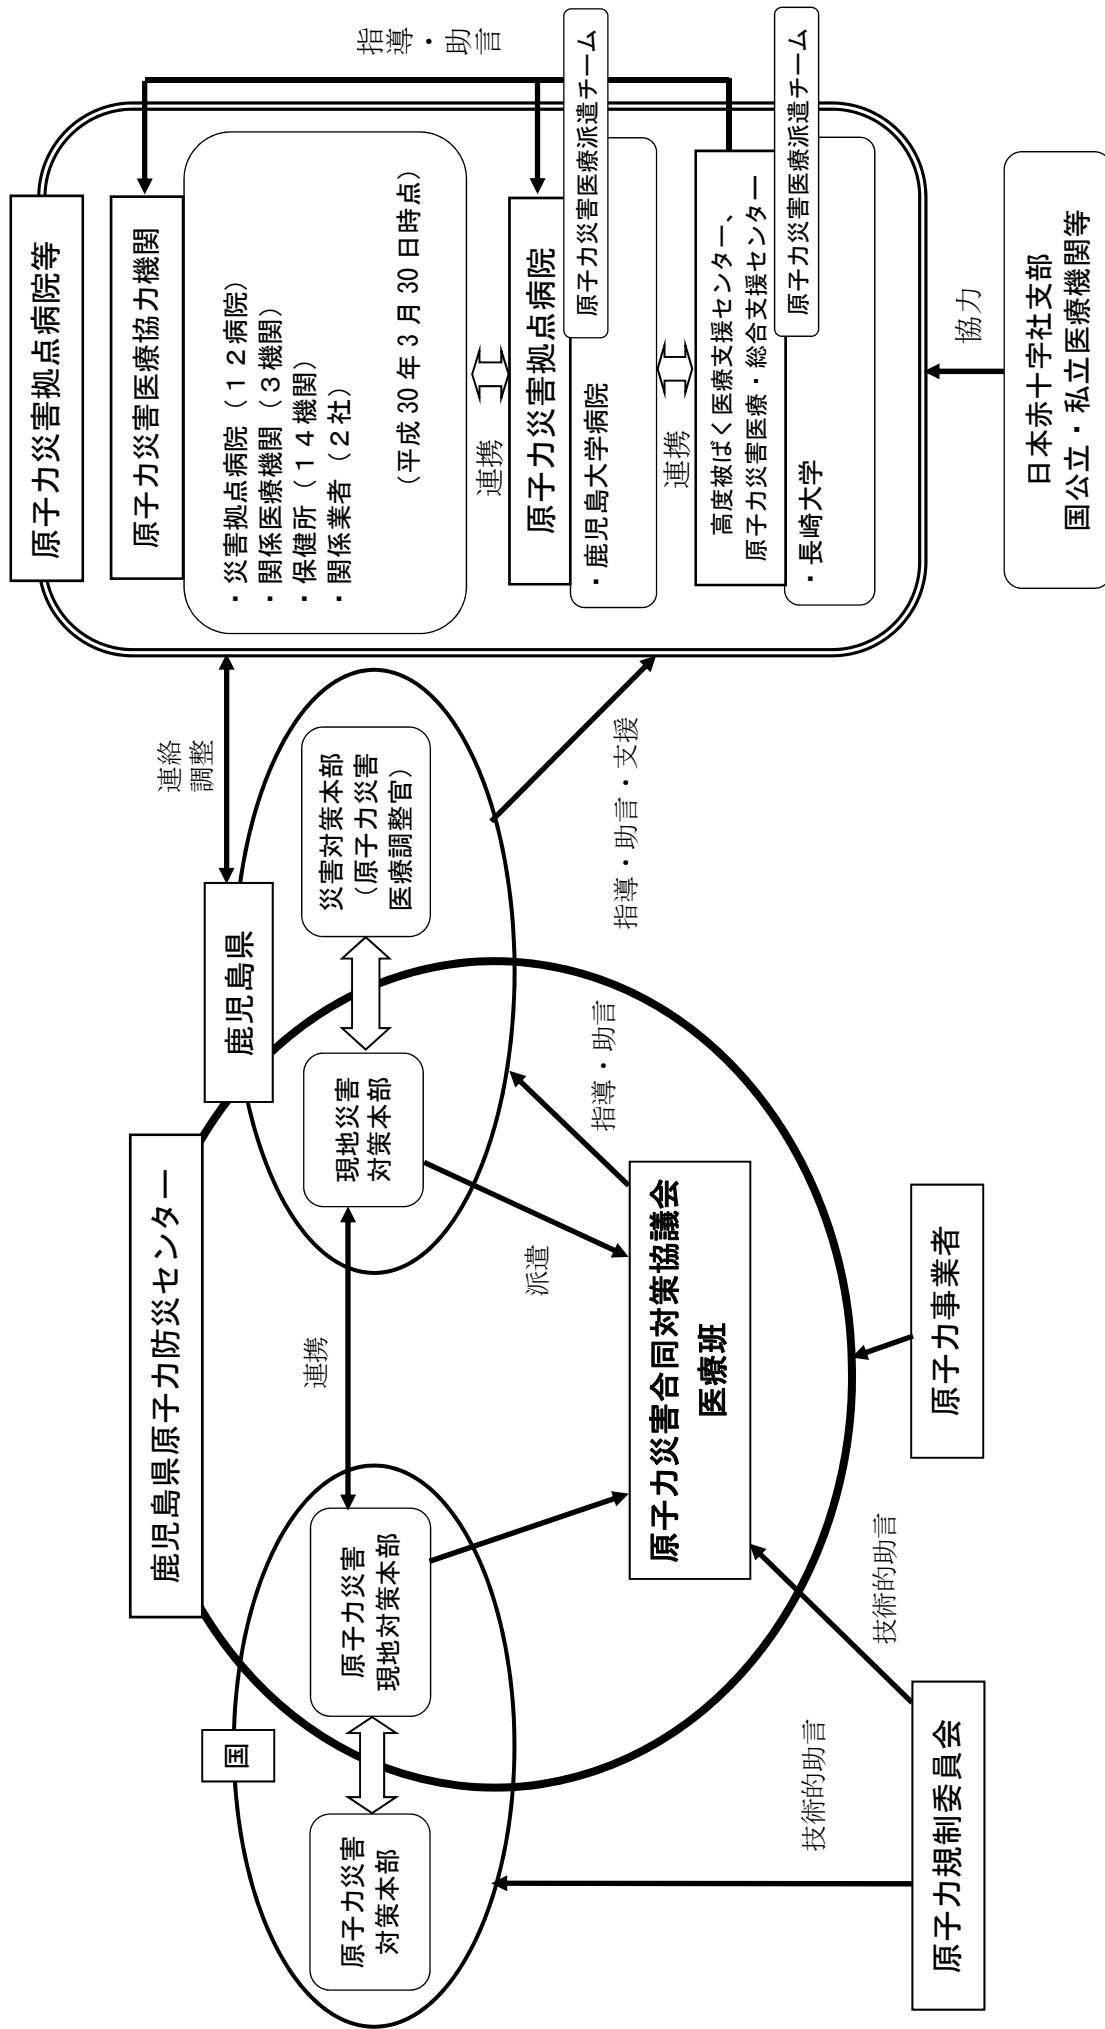 鹿児島県原子力防災センター
国
原子力災害
対策本部
原子力災害
現地対策本部
連携
鹿児島県
現地災害
対策本部
災害対策本部
（原子力災害
医療調整官）
派遣
原子力災害合同対策協議会
医療班
指導・助言
技術的助言
技術的助言
原子力規制委員会
原子力事業者
連絡
調整
指導・助言・支援
原子力災害拠点病院等
原子力災害医療協力機関
・災害拠点病院（１２病院）
・関係医療機関（３機関）
・保健所（１４機関）
・関係業者（２社）
（平成 30 年 3 月 30 日時点）
連携
原子力災害拠点病院
・鹿児島大学病院
原子力災害医療派遣チーム
連携
高度被ばく医療支援センター、
原子力災害医療・総合支援センター
・長崎大学
原子力災害医療派遣チーム
指導・助言
協力
日本赤十字社支部
国公立・私立医療機関等